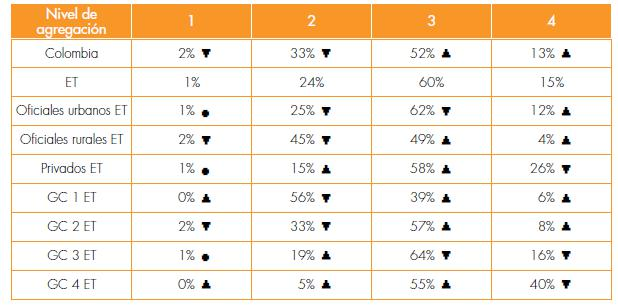 Nivel de agregación 1 2 3 4
Colombia 2% ▼ 33% ▼ 52% ▲ 13% ▲
ET 1% 24% 60% 15%
Oficiales urbanos ET 1% ● 25% ▼ 62% ▼ 12% ▲
Oficiales rurales ET 2% ▼ 45% ▼ 49% ▲ 4% ▲
Privados ET 1% ● 15% ▲ 58% ▲ 26% ▼
GC 1 ET 0% ▲ 56% ▼ 39% ▲ 6% ▲
GC 2 ET 2% ▼ 33% ▼ 57% ▲ 8% ▲
GC 3 ET 1% ● 19% ▲ 64% ▼ 16% ▼
GC 4 ET 0% ▲ 5% ▲ 55% ▲ 40% ▼